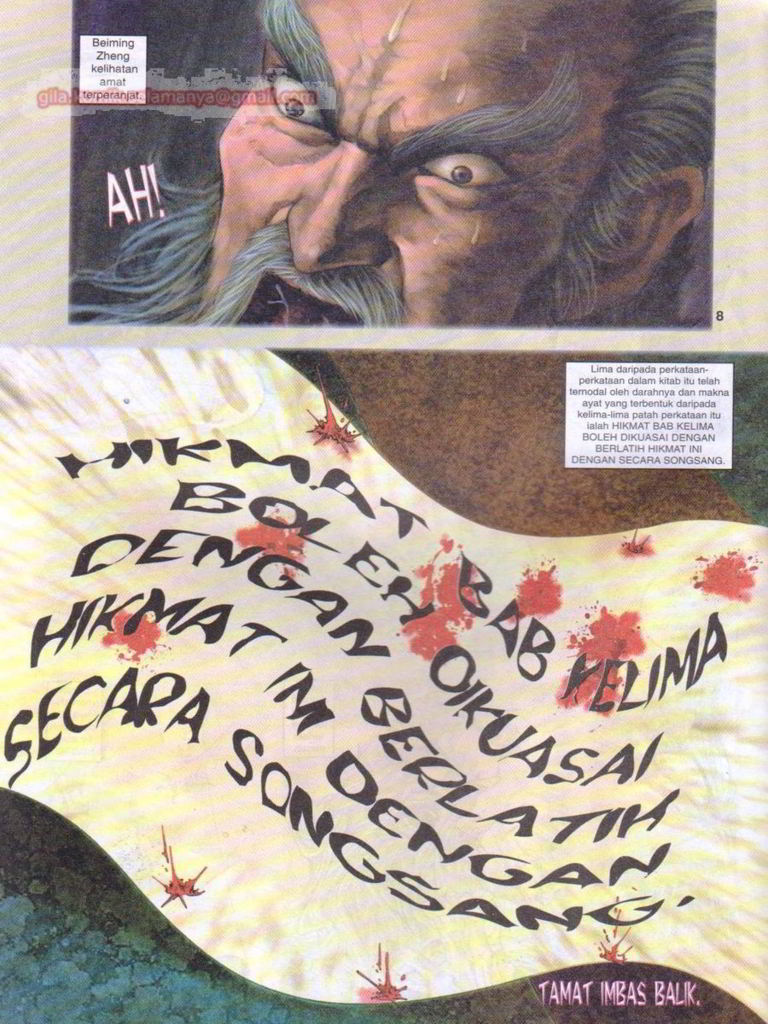 Beiming
Zheng
kelihatan
amat
terperanjat.
AH!
8
Lima daripada perkataan-
perkataan dalam kitab itu telah
ternodal oleh darahnya dan makna
ayat yang terbentuk daripada
kelima-lima patah perkataan itu
ialah HIKMAT BAB KELIMA
BOLEH DIKUASAI DENGAN
BERLATIH HIKMAT INI
DENGAN SECARA SONGSANG.
HIKMAT BAB KELIMA
BOLEH DIKUASAI
DENGAN BERLATIH
HIKMAT INI DENGAN
SECARA SONGSANG.
TAMAT IMBAS BALIK.